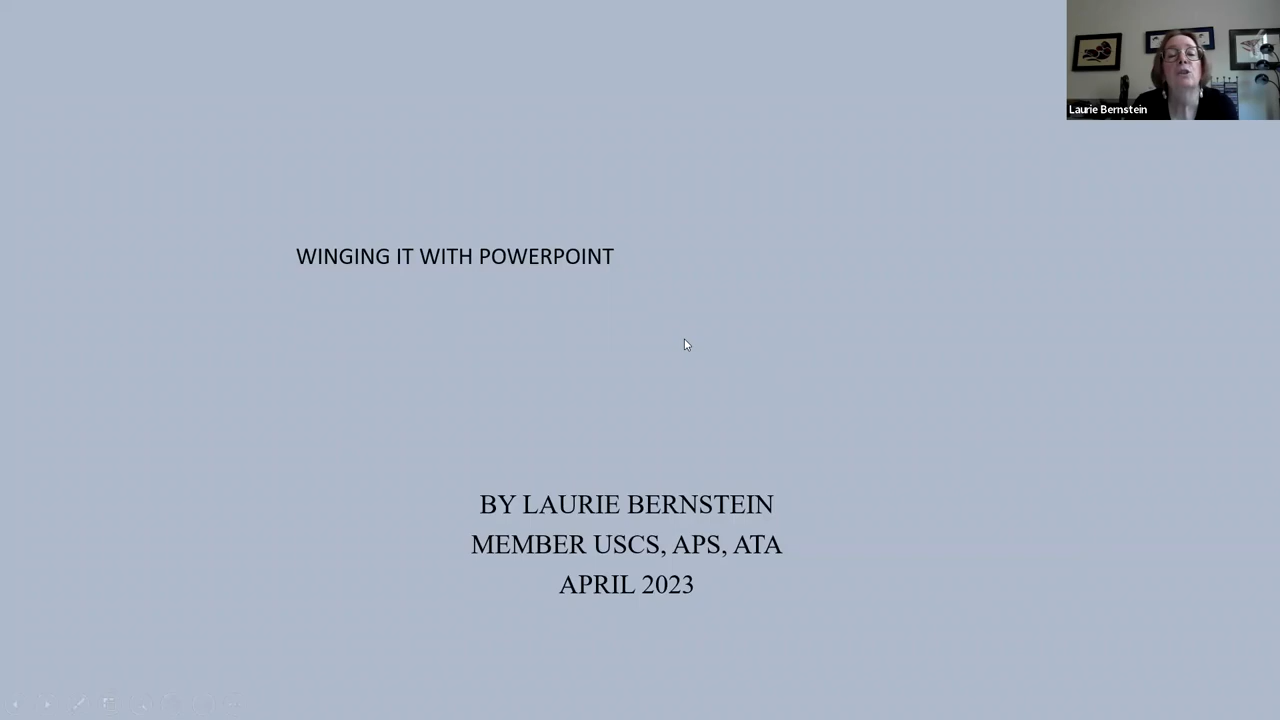 Laurie Bernstein
WINGING IT WITH POWERPOINT
BY LAURIE BERNSTEIN
MEMBER USCS, APS, ATA
APRIL 2023